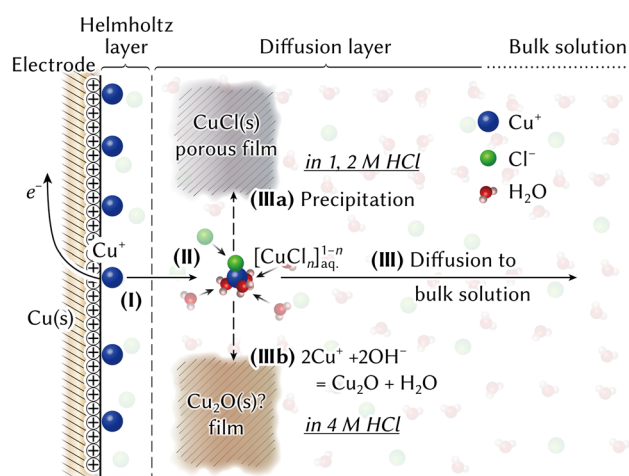 Helmholtz
layer
Diffusion layer
Bulk solution
Electrode
CuCl(s)
porous film
in 1, 2 M HCl
Cu⁺
Cl⁻
H₂O
e⁻
(IIIa) Precipitation
Cu⁺
(II)
[CuClₙ]¹⁻ⁿaq.
(III) Diffusion to
bulk solution
(I)
Cu(s)
(IIIb) 2Cu⁺ +2OH⁻
= Cu₂O + H₂O
Cu₂O(s)?
film
in 4 M HCl